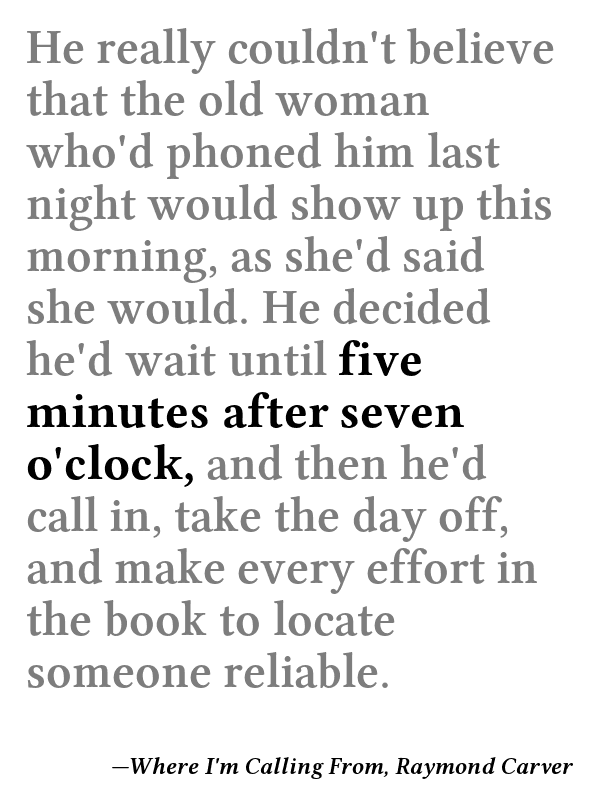 He really couldn't believe
that the old woman
who'd phoned him last
night would show up this
morning, as she'd said
she would. He decided
he'd wait until five
minutes after seven
o'clock, and then he'd
call in, take the day off,
and make every effort in
the book to locate
someone reliable.
—Where I'm Calling From, Raymond Carver